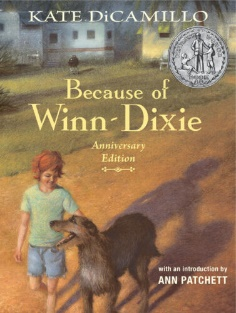 KATE DiCAMILLO
Because of
Winn-Dixie
Anniversary
Edition
with an introduction by
ANN PATCHETT